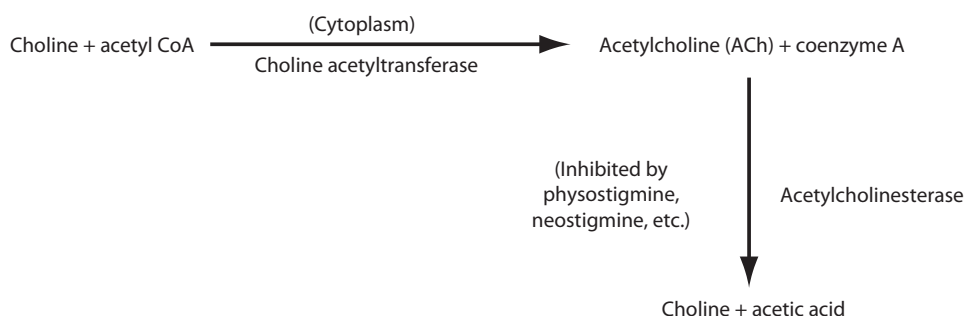 (Cytoplasm)
Choline + acetyl CoA
Acetylcholine (ACh) + coenzyme A
Choline acetyltransferase
(Inhibited by
physostigmine,
neostigmine, etc.)
Acetylcholinesterase
Choline + acetic acid